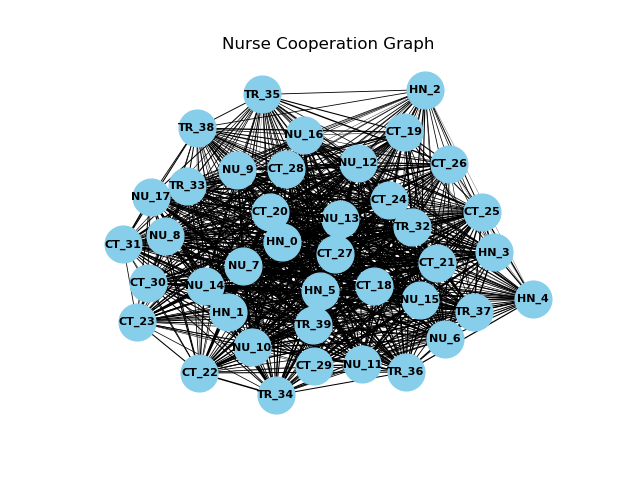 Nurse Cooperation Graph
HN_2
TR_35
TR_38
CT_19
NU_16
NU_12
CT_26
NU_9
CT_28
TR_33
NU_17
CT_24
CT_20
CT_25
NU_13
TR_32
NU_8
HN_0
CT_31
HN_3
CT_27
CT_21
NU_7
CT_30
NU_14
CT_18
HN_5
HN_4
NU_15
HN_1
TR_37
CT_23
TR_39
NU_6
NU_10
NU_11
CT_29
TR_36
CT_22
TR_34